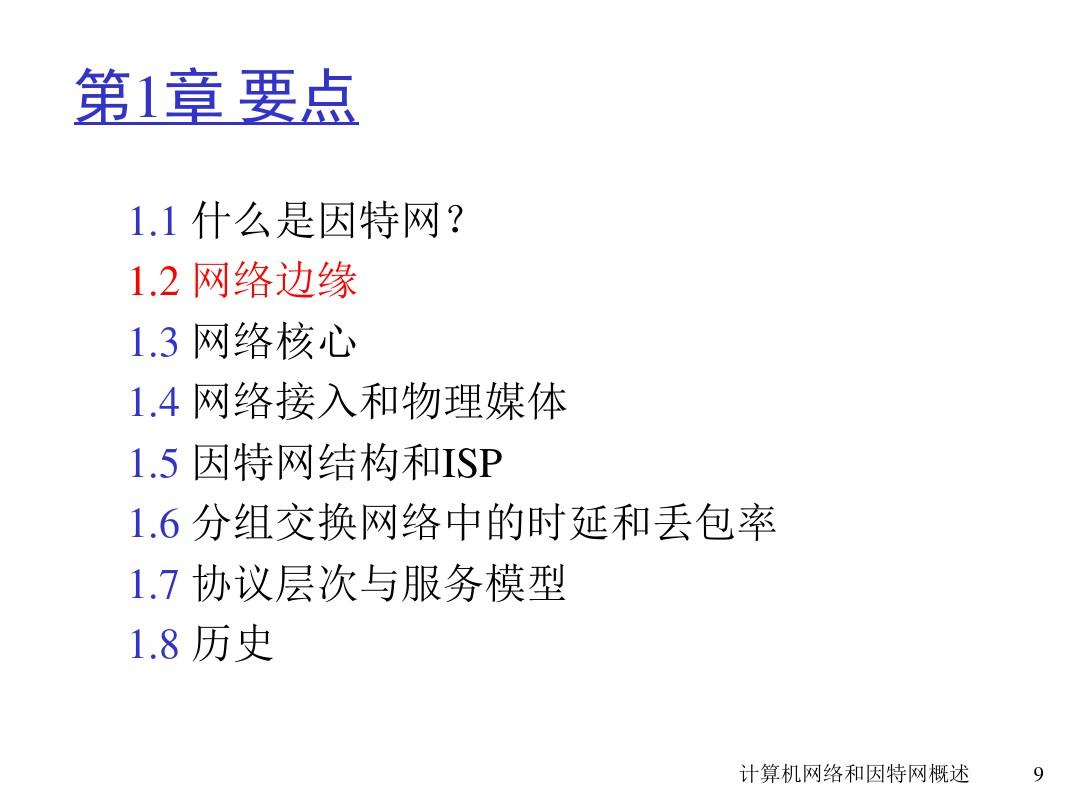 第1章 要点
1.1 什么是因特网？
1.2 网络边缘
1.3 网络核心
1.4 网络接入和物理媒体
1.5 因特网结构和ISP
1.6 分组交换网络中的时延和丢包率
1.7 协议层次与服务模型
1.8 历史
计算机网络和因特网概述 9